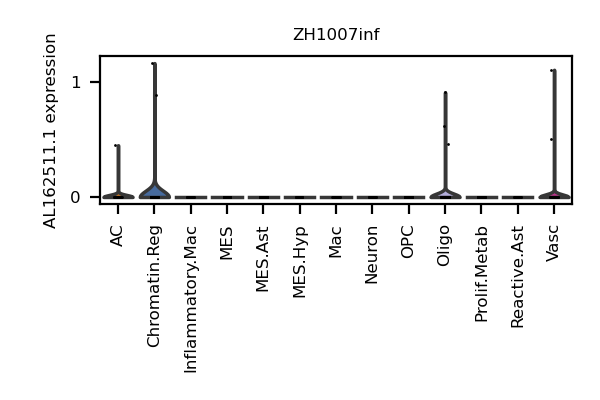 ZH1007inf
AL162511.1 expression
1
0
AC
Chromatin.Reg
Inflammatory.Mac
MES
MES.Ast
MES.Hyp
Mac
Neuron
OPC
Oligo
Prolif.Metab
Reactive.Ast
Vasc